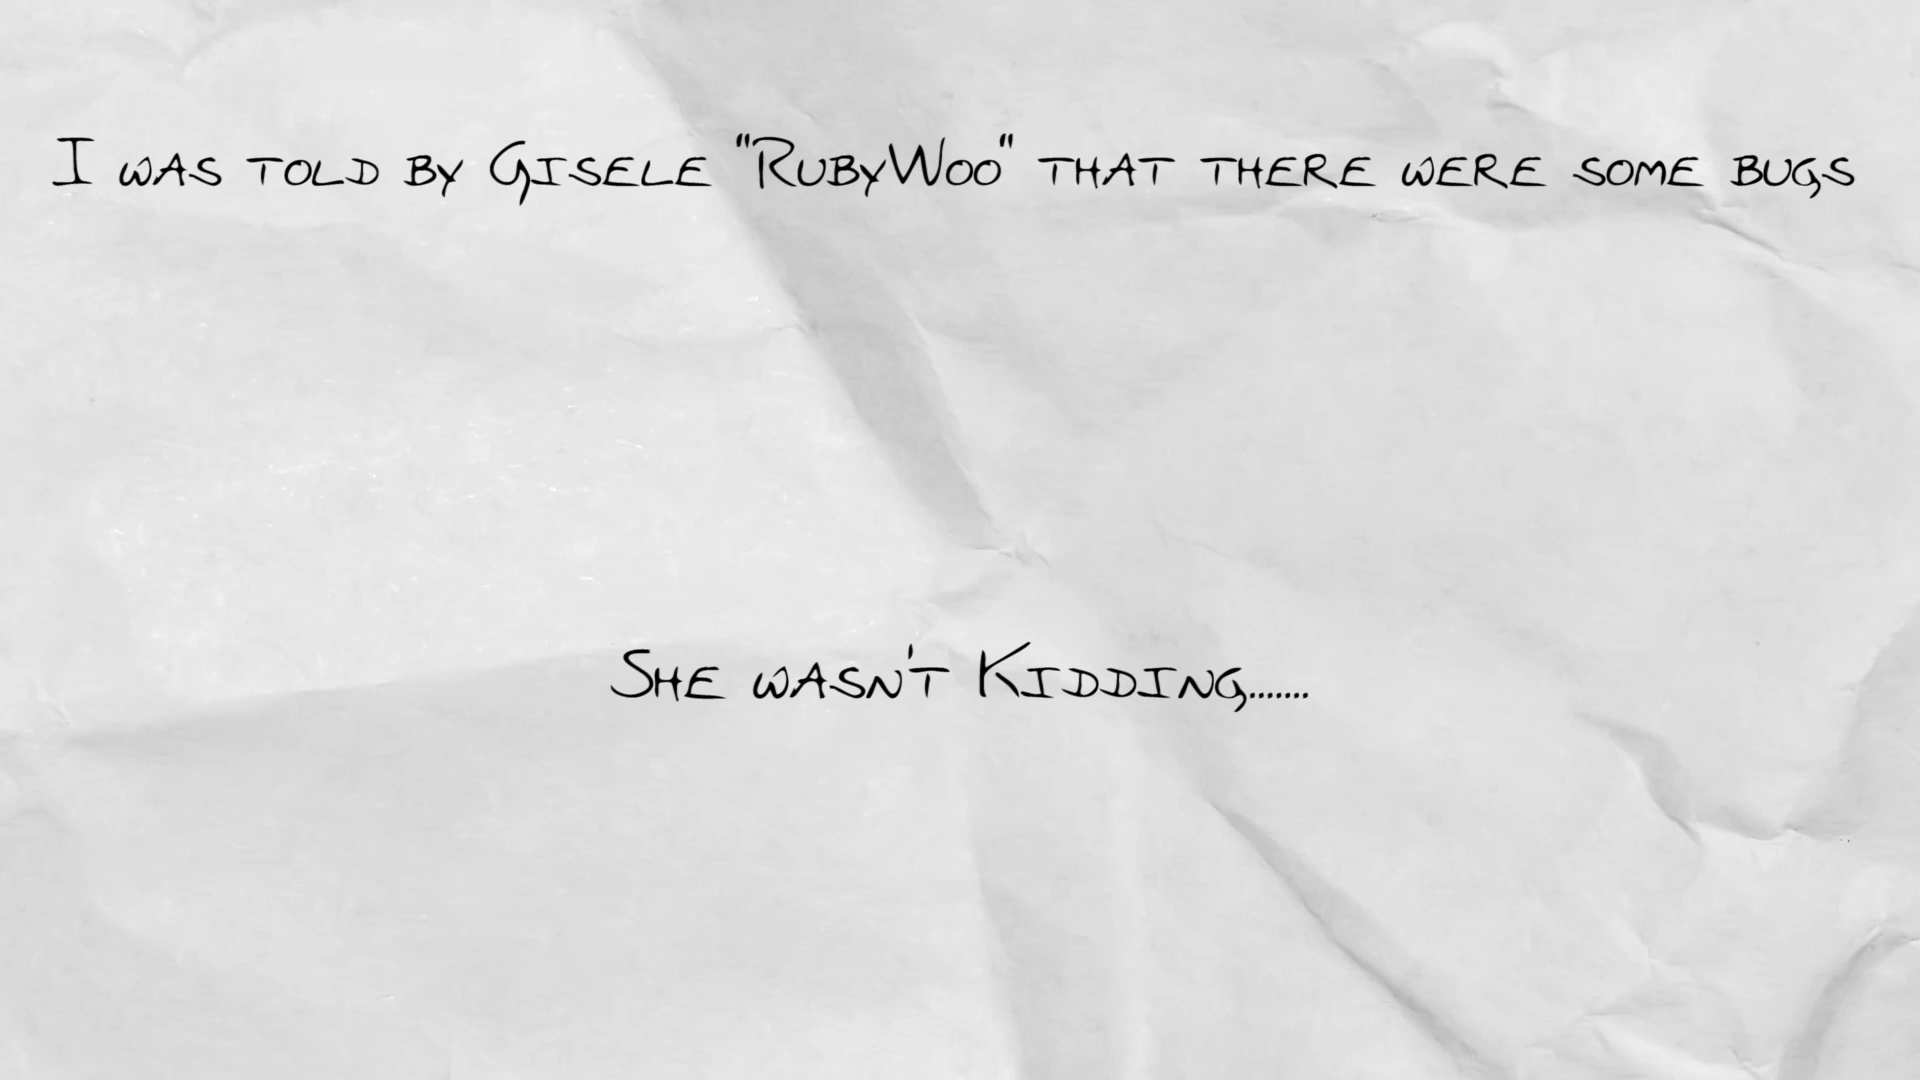 I was told by Gisele "RubyWoo" that there were some bugs
She wasn't Kidding.......